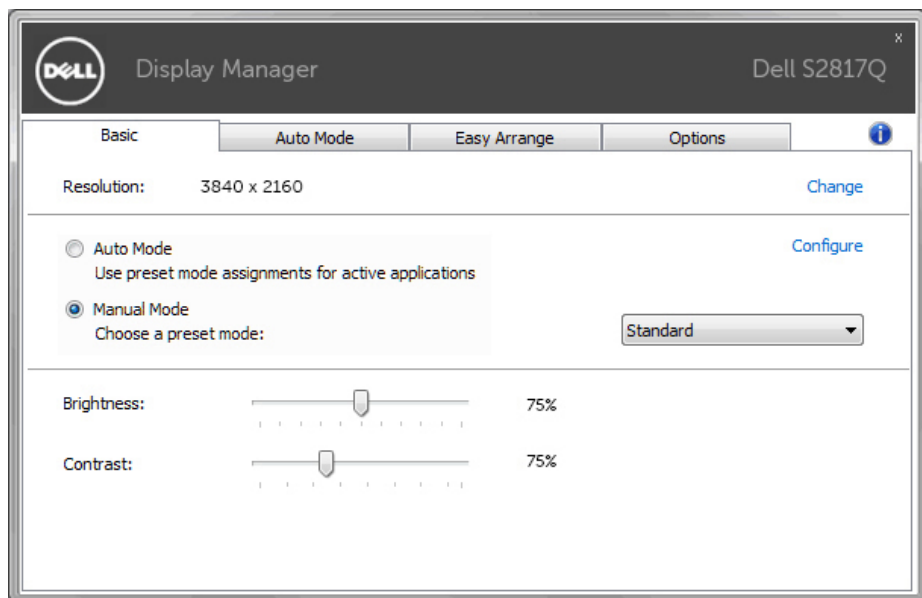 x
DELL
Display Manager
Dell S2817Q
Basic
Auto Mode
Easy Arrange
Options
i
Resolution:
3840 x 2160
Change
Auto Mode
Configure
Use preset mode assignments for active applications
Manual Mode
Choose a preset mode:
Standard
Brightness:
75%
Contrast:
75%